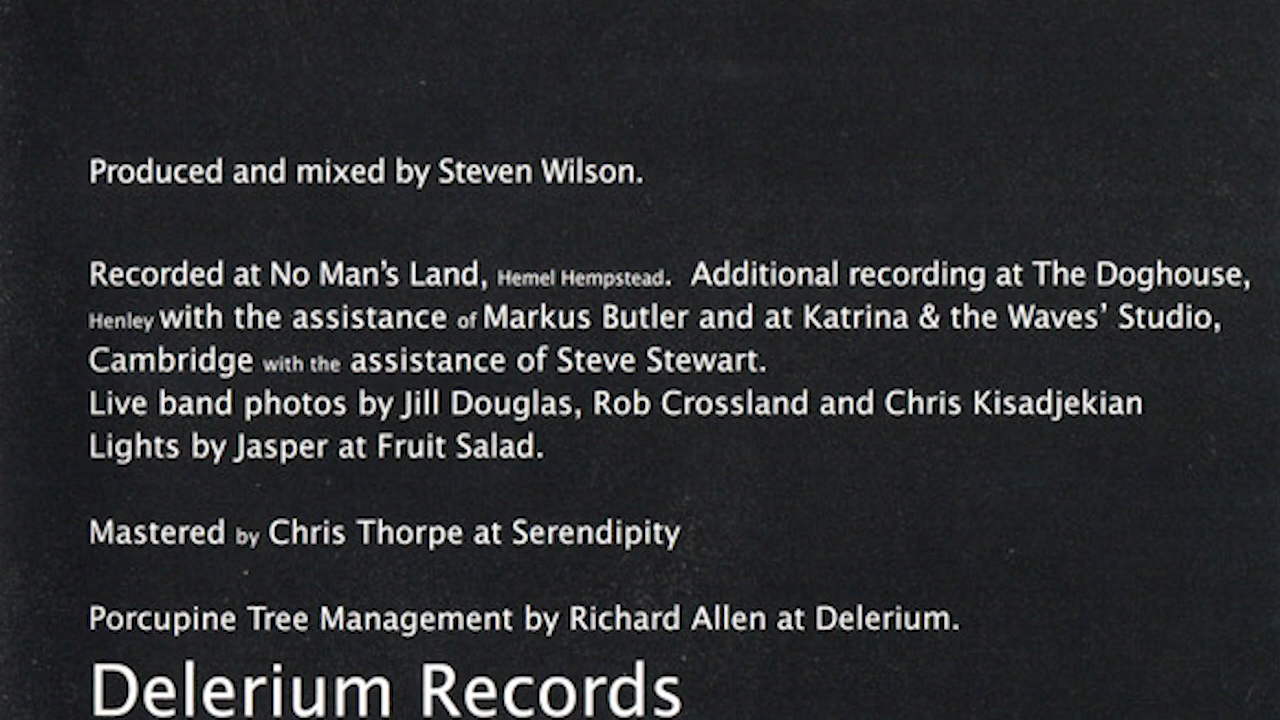 Produced and mixed by Steven Wilson.
Recorded at No Man's Land, Hemel Hempstead. Additional recording at The Doghouse,
Henley with the assistance of Markus Butler and at Katrina & the Waves' Studio,
Cambridge with the assistance of Steve Stewart.
Live band photos by Jill Douglas, Rob Crossland and Chris Kisadjekian
Lights by Jasper at Fruit Salad.
Mastered by Chris Thorpe at Serendipity
Porcupine Tree Management by Richard Allen at Delerium.
Delerium Records